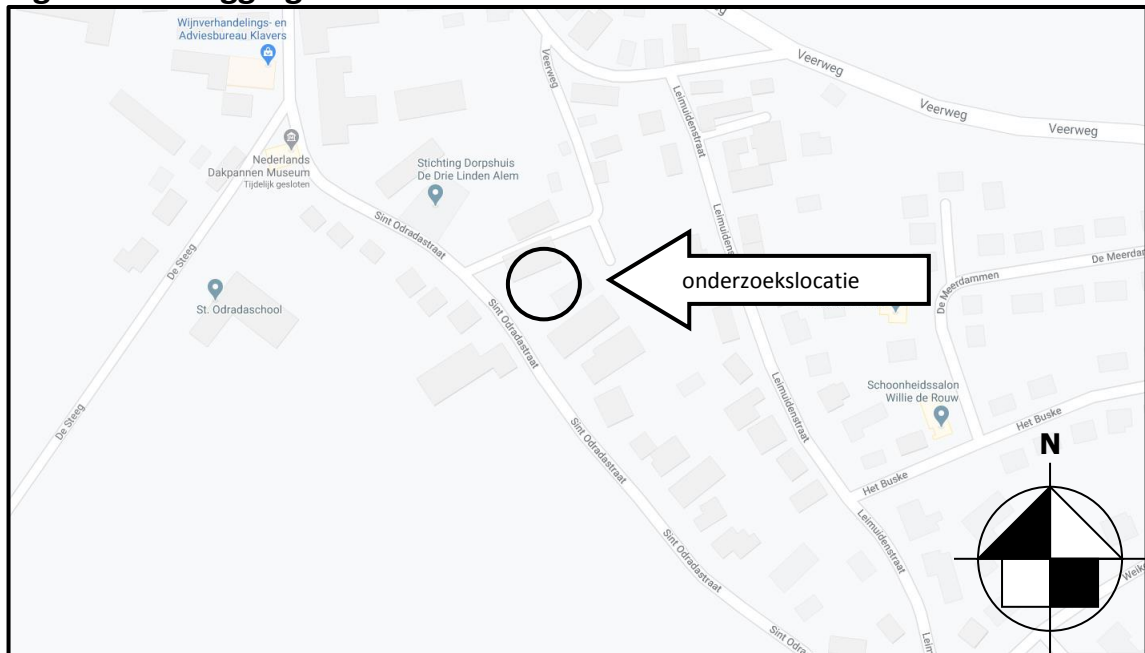 Wijnverhandelings- en
Adviesbureau Klavers
Veerweg
Veerweg
Veerweg
Veerweg
Leimuidenstraat
Nederlands
Dakpannen Museum
Tijdelijk gesloten
Stichting Dorpshuis
De Drie Linden Alem
Sint Odradastraat
Leimuidenstraat
De Steeg
onderzoekslocatie
De Meerdammen
St. Odradaschool
Sint Odradastraat
Leimuidenstraat
Schoonheidssalon
Willie de Rouw
De Steeg
Het Buske
N
Sint Odradastraat
Het Buske
Leimuidenstraat
Sint Odradastraat